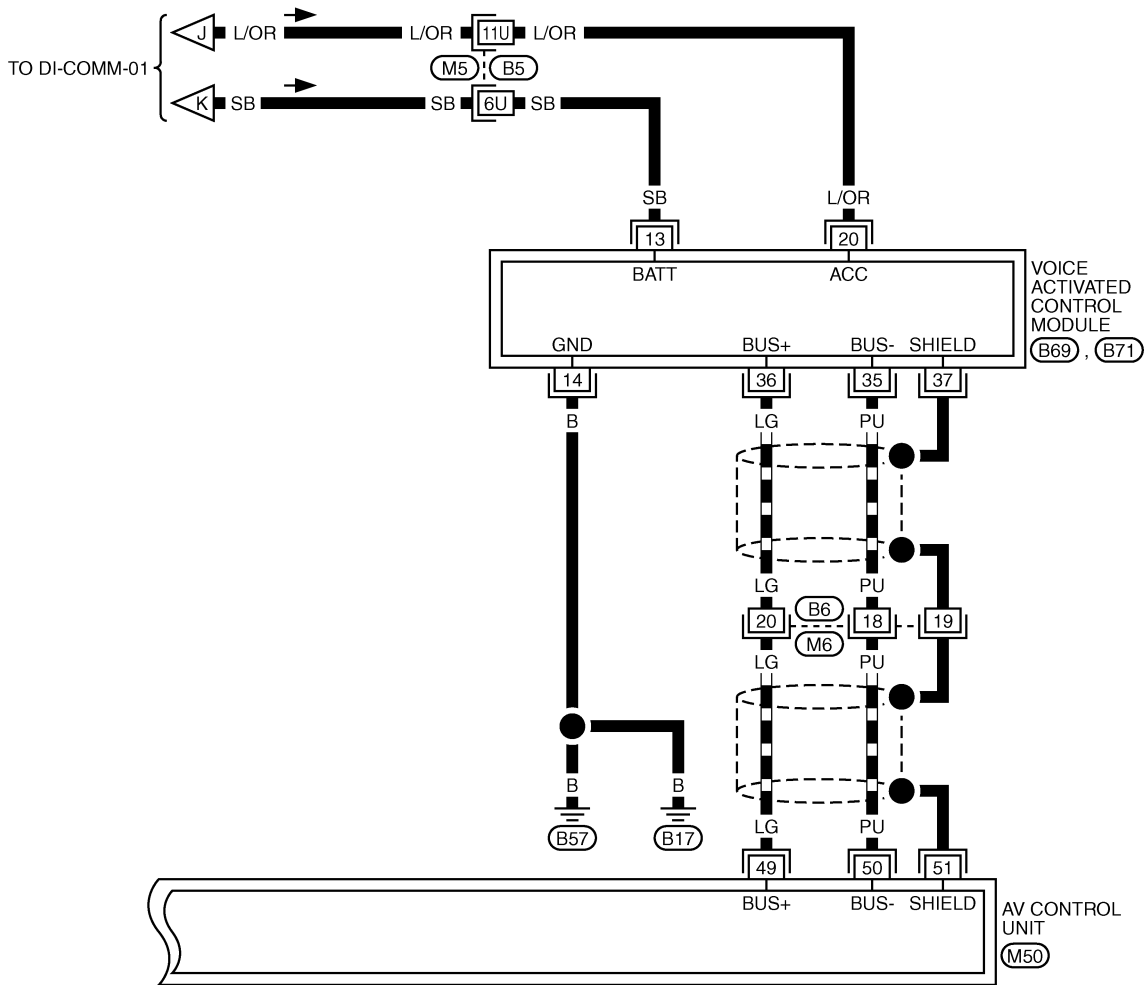 J L/OR L/OR 11U L/OR
TO DI-COMM-01 M5 B5
K SB SB 6U SB
SB L/OR
13 20
BATT ACC
VOICE
ACTIVATED
CONTROL
MODULE
B69 , B71
GND BUS+ BUS- SHIELD
14 36 35 37
B LG PU
LG PU
B6
20 18 19
M6
LG PU
B B
B57 B17
LG PU
49 50 51
BUS+ BUS- SHIELD
AV CONTROL
UNIT
M50